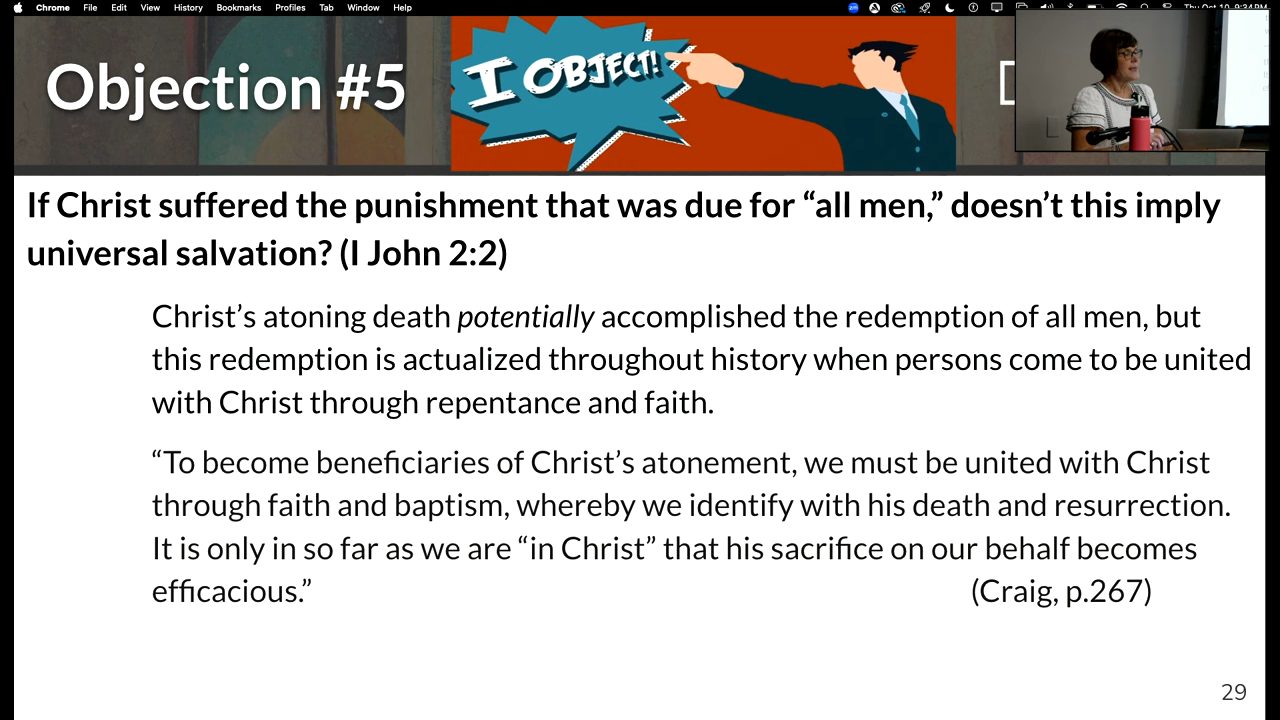 Chrome File Edit View History Bookmarks Profiles Tab Window Help
Objection #5
I OBJECT!
If Christ suffered the punishment that was due for “all men,” doesn’t this imply
universal salvation? (I John 2:2)
Christ’s atoning death potentially accomplished the redemption of all men, but
this redemption is actualized throughout history when persons come to be united
with Christ through repentance and faith.
“To become beneficiaries of Christ’s atonement, we must be united with Christ
through faith and baptism, whereby we identify with his death and resurrection.
It is only in so far as we are “in Christ” that his sacrifice on our behalf becomes
efficacious.” (Craig, p.267)
29